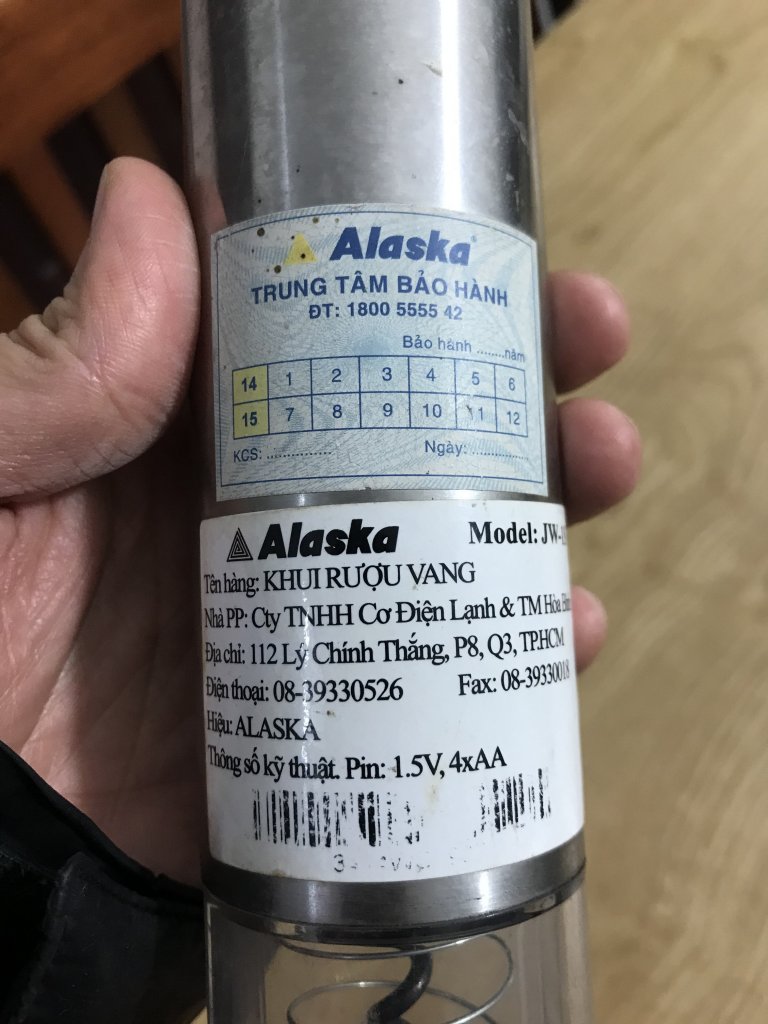 Alaska
TRUNG TÂM BẢO HÀNH
ĐT: 1800 5555 42
Bảo hành ........năm
14 1 2 3 4 5 6
15 7 8 9 10 11 12
KCS: ............... Ngày: ...............
Alaska Model:
Tên hàng: KHUI RƯỢU VANG
Nhà PP: Cty TNHH Cơ Điện Lạnh & TM Hòa
Địa chỉ: 112 Lý Chính Thắng, P8, Q3, TP.HCM
Điện thoại: 08-39330526 Fax: 08-39330018
Hiệu: ALASKA
Thông số kỹ thuật. Pin: 1.5V, 4xAA